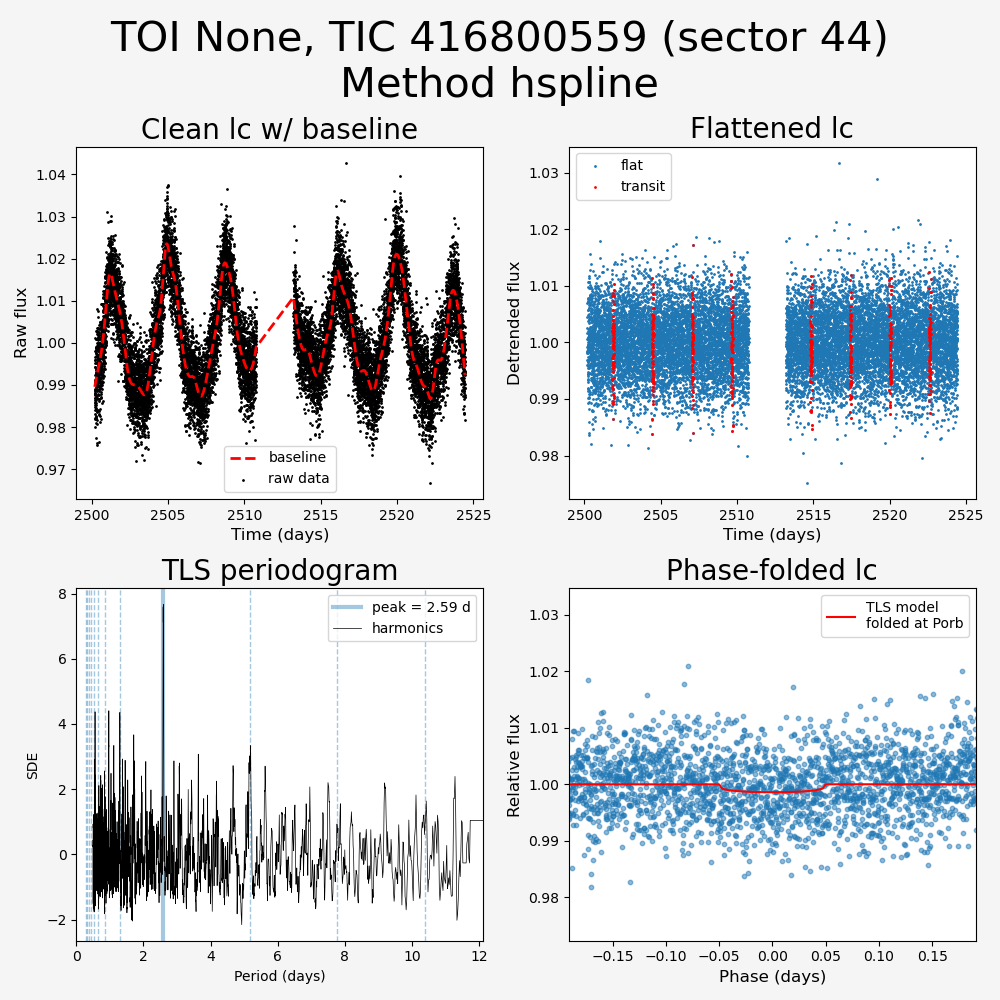 TOI None, TIC 416800559 (sector 44)
Method hspline
Clean lc w/ baseline
Raw flux
1.04
1.03
1.02
1.01
1.00
0.99
0.98
0.97
baseline
raw data
2500
2505
2510
2515
2520
2525
Time (days)
Flattened lc
Detrended flux
1.03
1.02
1.01
1.00
0.99
0.98
flat
transit
2500
2505
2510
2515
2520
2525
Time (days)
TLS periodogram
SDE
8
6
4
2
0
−2
peak = 2.59 d
harmonics
0
2
4
6
8
10
12
Period (days)
Phase-folded lc
Relative flux
1.03
1.02
1.01
1.00
0.99
0.98
TLS model
folded at Porb
−0.15
−0.10
−0.05
0.00
0.05
0.10
0.15
Phase (days)